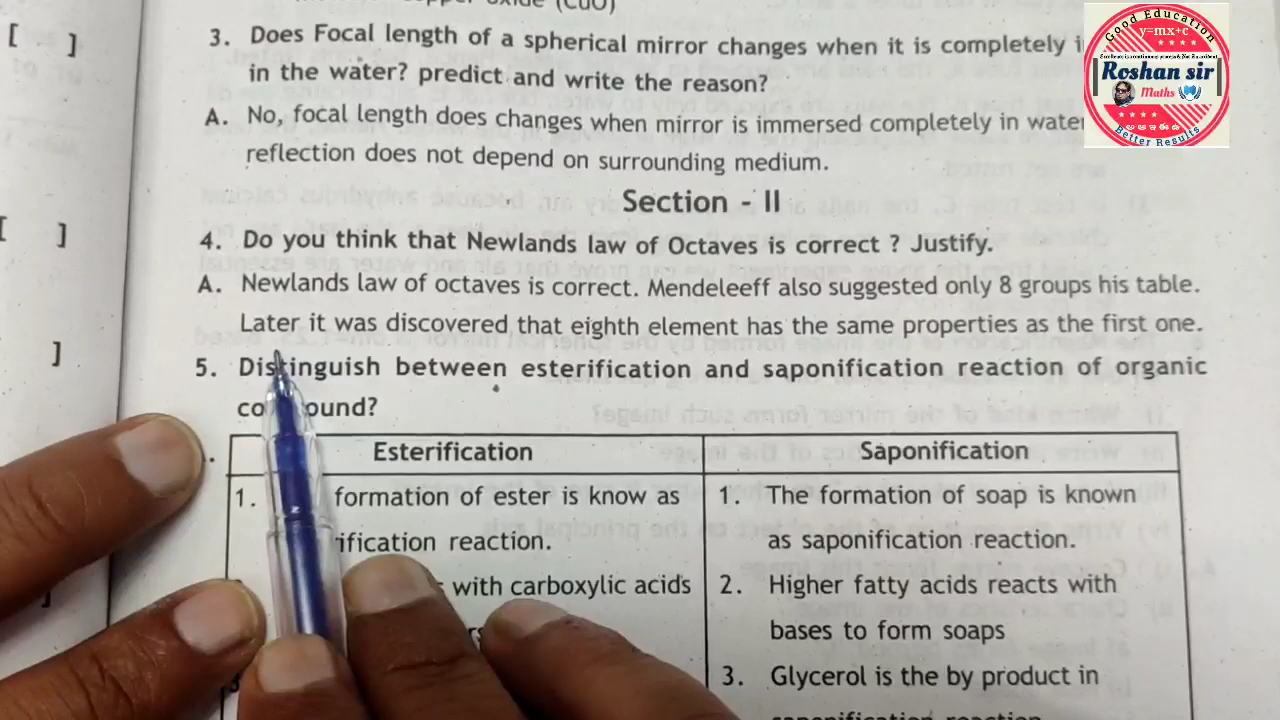 oxide (CuO)
[ ]
3. Does Focal length of a spherical mirror changes when it is completely
in the water? predict and write the reason?
A. No, focal length does changes when mirror is immersed completely in water
reflection does not depend on surrounding medium.
Section - II
[ ]
4. Do you think that Newlands law of Octaves is correct ? Justify.
A. Newlands law of octaves is correct. Mendeleeff also suggested only 8 groups his table.
Later it was discovered that eighth element has the same properties as the first one.
]
5. Distinguish between esterification and saponification reaction of organic
Esterification Saponification
1. formation of ester is know as
reaction.
with carboxylic acids
1. The formation of soap is known
as saponification reaction.
2. Higher fatty acids reacts with
bases to form soaps
3. Glycerol is the by product in
saponification reaction
Good Education
y=mx+c
Roshan sir
Maths
Better Results